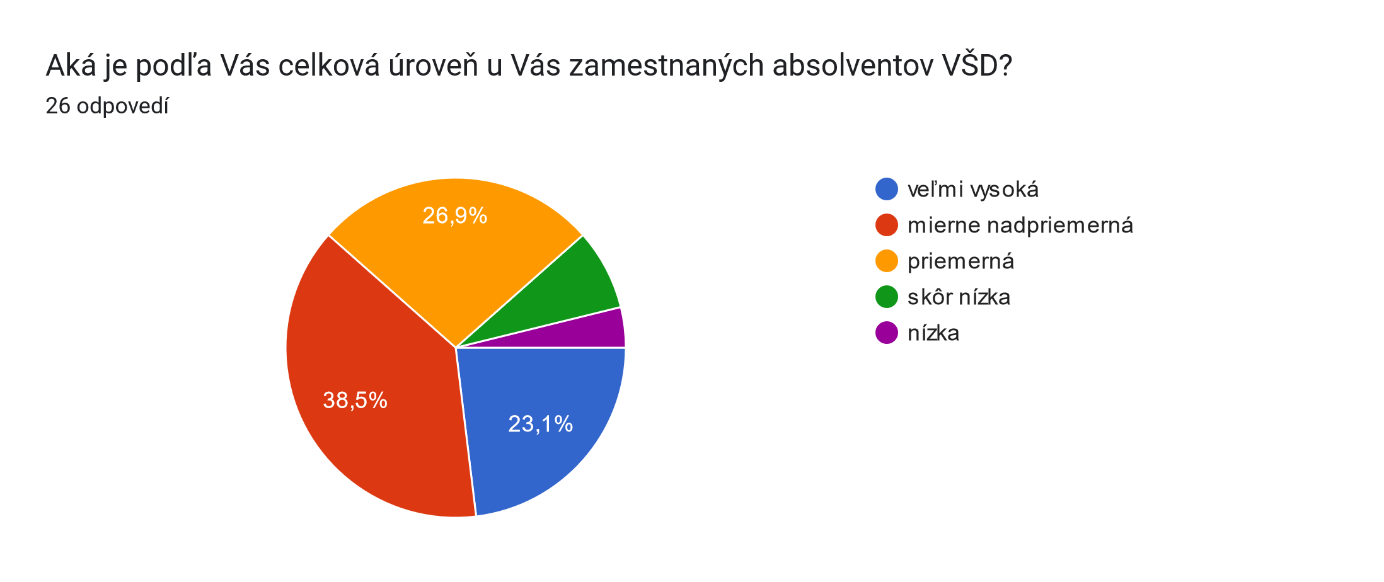 Aká je podľa Vás celková úroveň u Vás zamestnaných absolventov VŠD?
26 odpovedí
26,9%
38,5%
23,1%
veľmi vysoká
mierne nadpriemerná
priemerná
skôr nízka
nízka